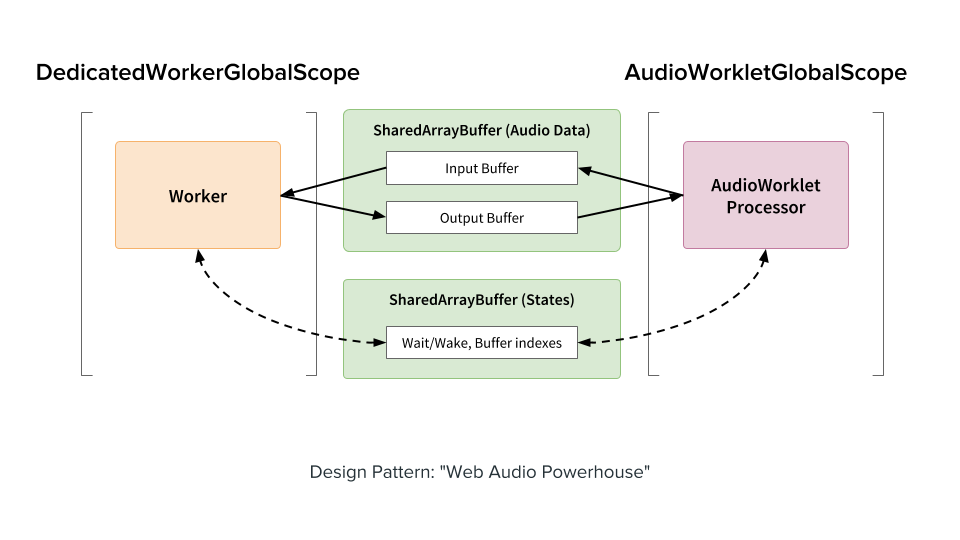 DedicatedWorkerGlobalScope
AudioWorkletGlobalScope
SharedArrayBuffer (Audio Data)
Input Buffer
Output Buffer
Worker
AudioWorklet
Processor
SharedArrayBuffer (States)
Wait/Wake, Buffer indexes
Design Pattern: "Web Audio Powerhouse"